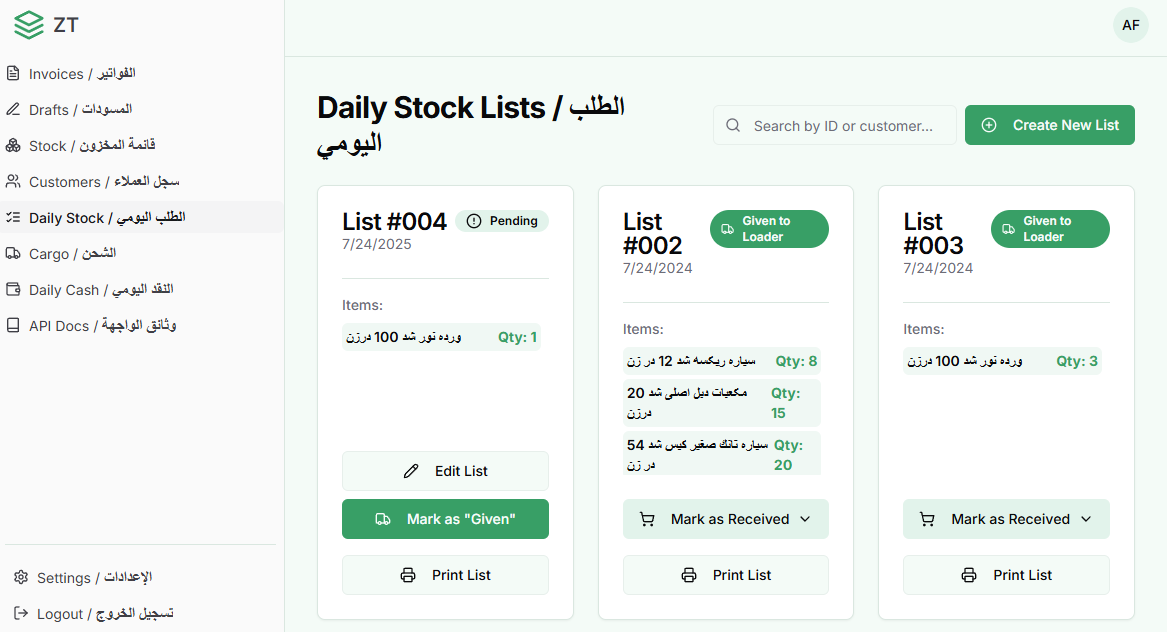 ZT
Invoices / الفواتير
Drafts / المسودات
Stock / قائمة المخزون
Customers / سجل العملاء
Daily Stock / الطلب اليومي
Cargo / الشحن
Daily Cash / النقد اليومي
API Docs / وثائق الواجهة
Settings / الإعدادات
Logout / تسجيل الخروج
AF
Daily Stock Lists / الطلب
اليومي
Search by ID or customer...
Create New List
List #004
Pending
7/24/2025
Items:
ورده نور شد 100 درزن
Qty: 1
Edit List
Mark as "Given"
Print List
List
#002
Given to
Loader
7/24/2024
Items:
سياره ريكسه شد 12 در زن
Qty: 8
مكعبات دبل اصلى شد 20
درزن
Qty:
15
سياره تانك صغير كيس شد 54
در زن
Qty:
20
Mark as Received
Print List
List
#003
Given to
Loader
7/24/2024
Items:
ورده نور شد 100 درزن
Qty: 3
Mark as Received
Print List